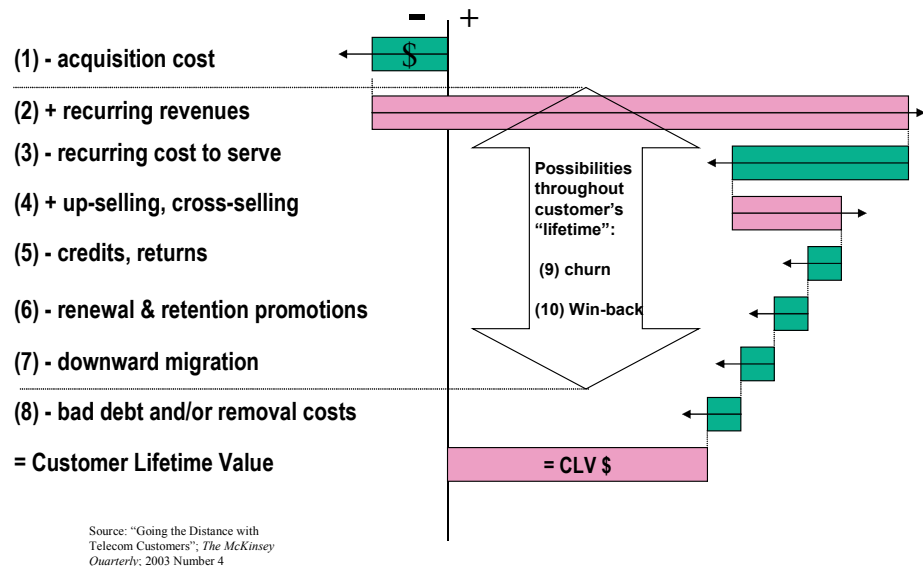 - +
(1) - acquisition cost
$
(2) + recurring revenues
(3) - recurring cost to serve
(4) + up-selling, cross-selling
(5) - credits, returns
(6) - renewal & retention promotions
(7) - downward migration
(8) - bad debt and/or removal costs
= Customer Lifetime Value
Possibilities
throughout
customer’s
“lifetime”:
(9) churn
(10) Win-back
= CLV $
Source: “Going the Distance with
Telecom Customers”; The McKinsey
Quarterly; 2003 Number 4